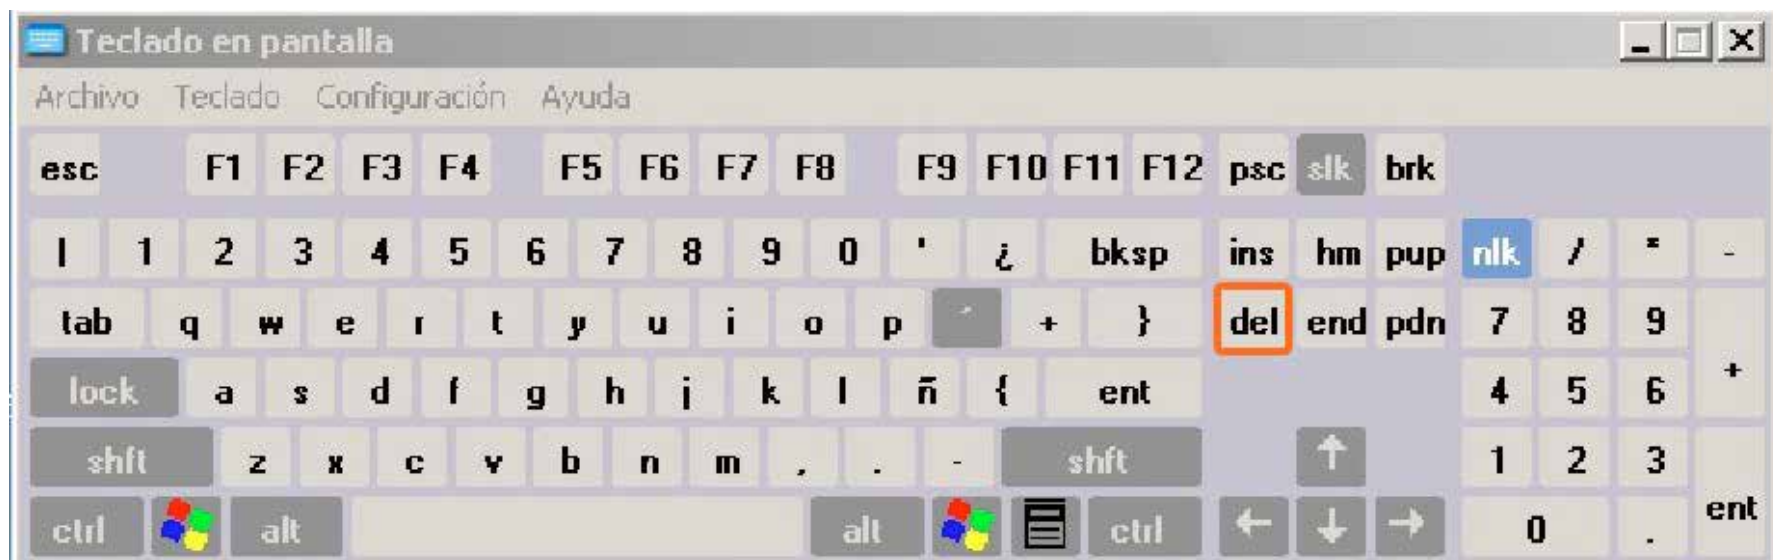 Teclado en pantalla
Archivo Teclado Configuración Ayuda
esc F1 F2 F3 F4 F5 F6 F7 F8 F9 F10 F11 F12 psc slk brk
| 1 2 3 4 5 6 7 8 9 0 ' ¿ bksp ins hm pup nlk / * -
tab q w e r t y u i o p ´ + } del end pdn 7 8 9 +
lock a s d f g h j k l ñ { ent 4 5 6
shft z x c v b n m , . - shft ↑ 1 2 3 ent
ctrl alt alt ctrl ← ↓ → 0 .